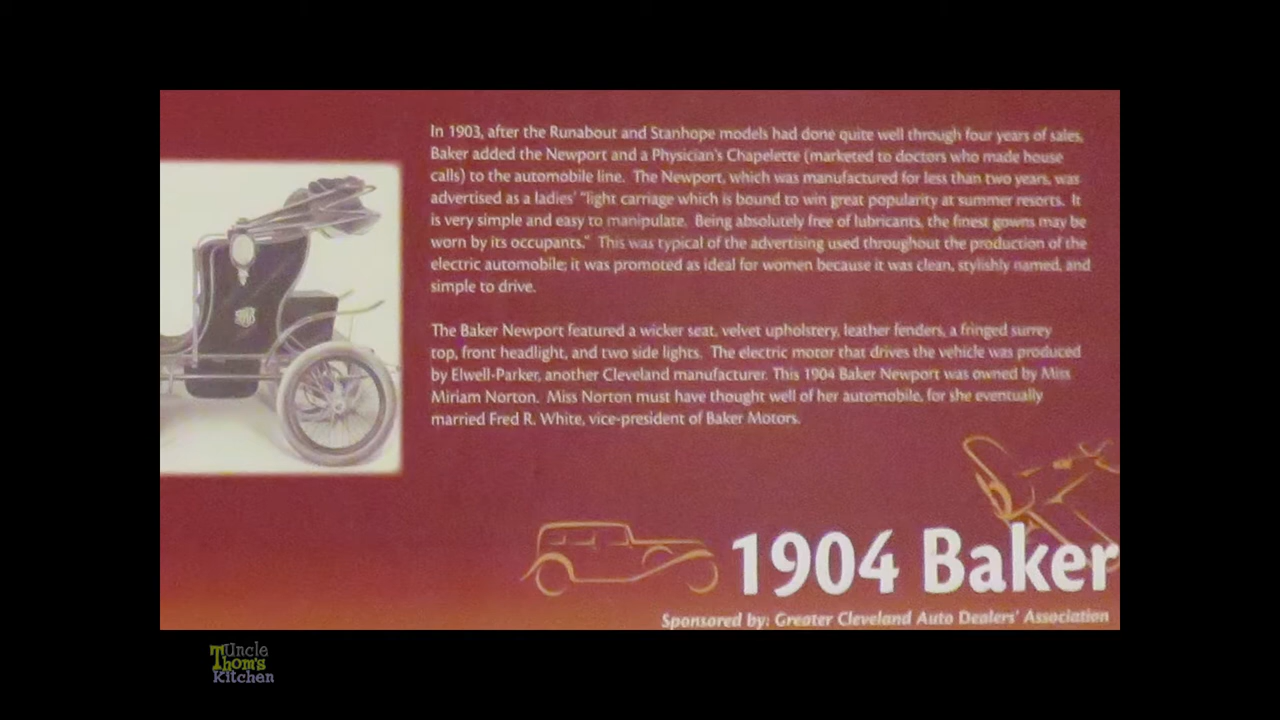 In 1903, after the Runabout and Stanhope models had done quite well through four years of sales,
Baker added the Newport and a Physician's Chapelette (marketed to doctors who made house
calls) to the automobile line. The Newport, which was manufactured for less than two years, was
advertised as a ladies' "light carriage which is bound to win great popularity at summer resorts. It
is very simple and easy to manipulate. Being absolutely free of lubricants, the finest gowns may be
worn by its occupants." This was typical of the advertising used throughout the production of the
electric automobile; it was promoted as ideal for women because it was clean, stylishly named, and
simple to drive.
The Baker Newport featured a wicker seat, velvet upholstery, leather fenders, a fringed surrey
top, front headlight, and two side lights. The electric motor that drives the vehicle was produced
by Elwell-Parker, another Cleveland manufacturer. This 1904 Baker Newport was owned by Miss
Miriam Norton. Miss Norton must have thought well of her automobile, for she eventually
married Fred R. White, vice-president of Baker Motors.
1904 Baker
Sponsored by: Greater Cleveland Auto Dealers' Association
Uncle
Thom's
Kitchen